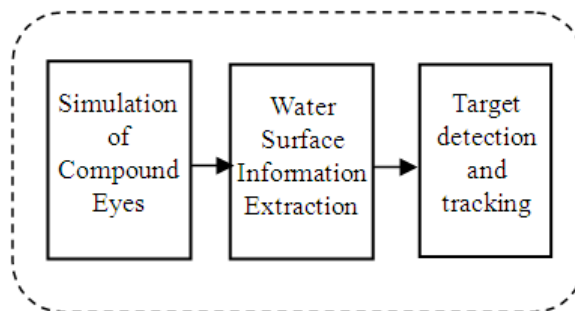 Simulation
of
Compound
Eyes
Water
Surface
Information
Extraction
Target
detection
and
tracking